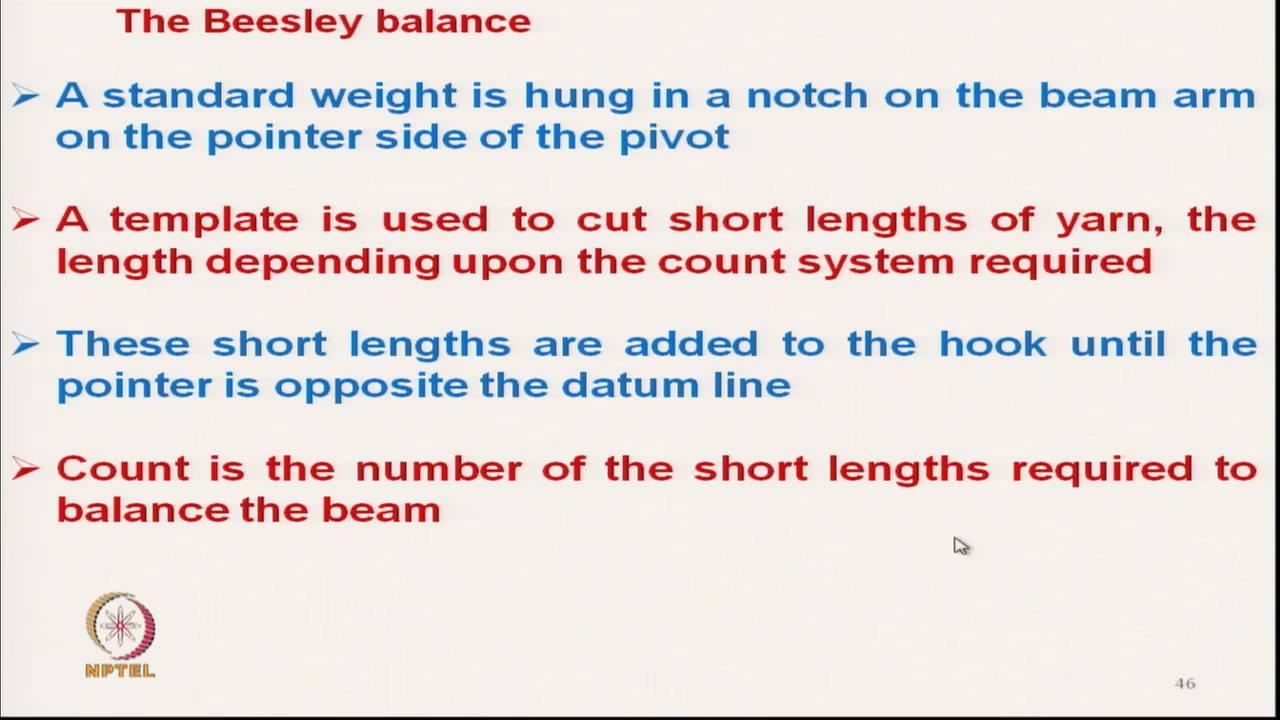 The Beesley balance
➢ A standard weight is hung in a notch on the beam arm
on the pointer side of the pivot
➢ A template is used to cut short lengths of yarn, the
length depending upon the count system required
➢ These short lengths are added to the hook until the
pointer is opposite the datum line
➢ Count is the number of the short lengths required to
balance the beam
NPTEL
46